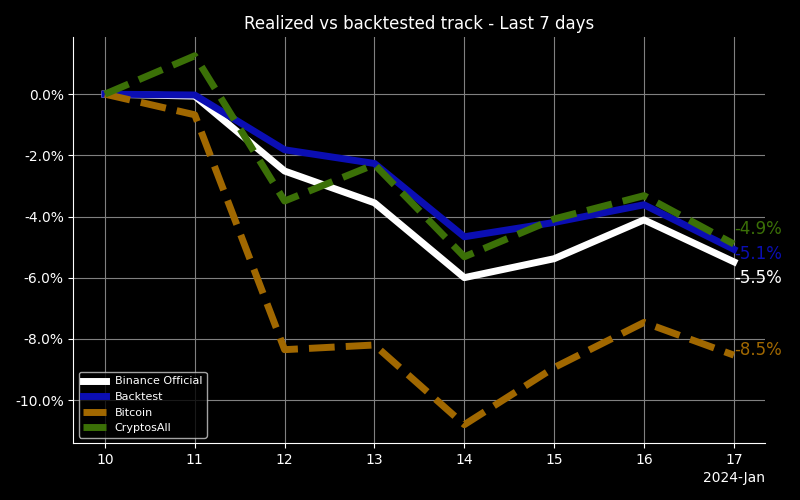 Realized vs backtested track - Last 7 days
0.0%
-2.0%
-4.0%
-6.0%
-8.0%
-10.0%
-4.9%
-5.1%
-5.5%
-8.5%
Binance Official
Backtest
Bitcoin
CryptosAll
10 11 12 13 14 15 16 17
2024-Jan